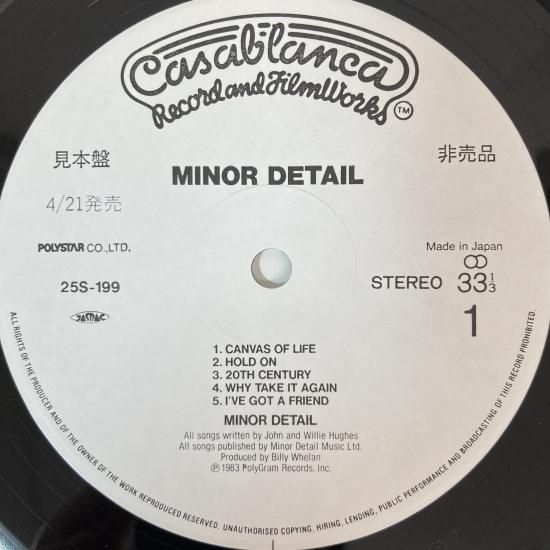 Casablanca
Record and FilmWorks
TM
見本盤
非売品
MINOR DETAIL
4/21発売
POLYSTAR CO.,LTD.
Made in Japan
25S-199
STEREO 33 1/3
JASRAC
1
1. CANVAS OF LIFE
2. HOLD ON
3. 20TH CENTURY
4. WHY TAKE IT AGAIN
5. I'VE GOT A FRIEND
MINOR DETAIL
All songs written by John and Willie Hughes
All songs published by Minor Detail Music Ltd.
Produced by Billy Whelan
Ⓟ 1983 PolyGram Records, Inc.
ALL RIGHTS OF THE PRODUCER AND OF THE OWNER OF THE WORK REPRODUCED RESERVED. UNAUTHORISED COPYING, HIRING, LENDING, PUBLIC PERFORMANCE AND BROADCASTING OF THIS RECORD PROHIBITED.